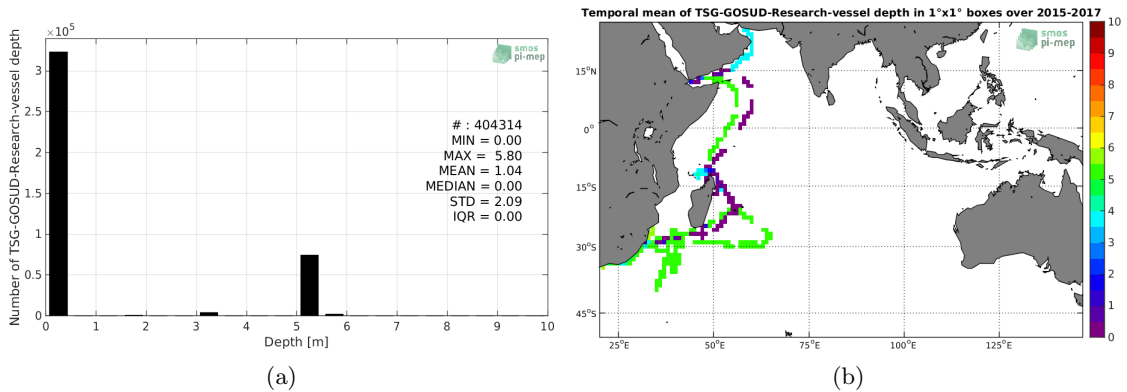 ×10⁵
Number of TSG-GOSUD-Research-vessel depth
3
2.5
2
1.5
1
0.5
0
smos
pi-mep
# : 404314
MIN = 0.00
MAX = 5.80
MEAN = 1.04
MEDIAN = 0.00
STD = 2.09
IQR = 0.00
0 1 2 3 4 5 6 7 8 9 10
Depth [m]
(a)
Temporal mean of TSG-GOSUD-Research-vessel depth in 1°x1° boxes over 2015-2017
smos
pi-mep
15°N
0°
15°S
30°S
45°S
25°E 50°E 75°E 100°E 125°E
10
9
8
7
6
5
4
3
2
1
0
(b)